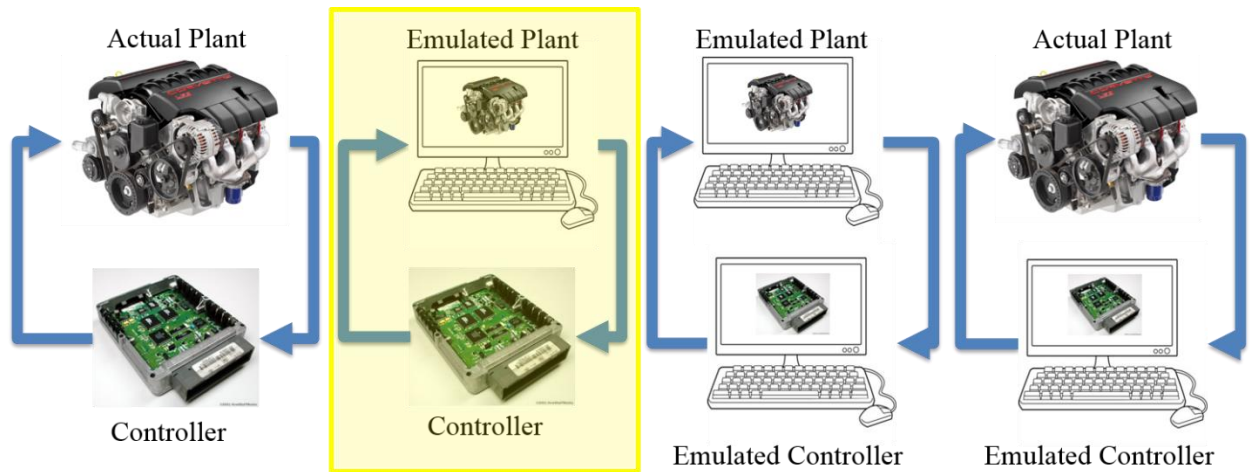 Actual Plant
Emulated Plant
Emulated Plant
Actual Plant
Controller
Controller
Emulated Controller
Emulated Controller